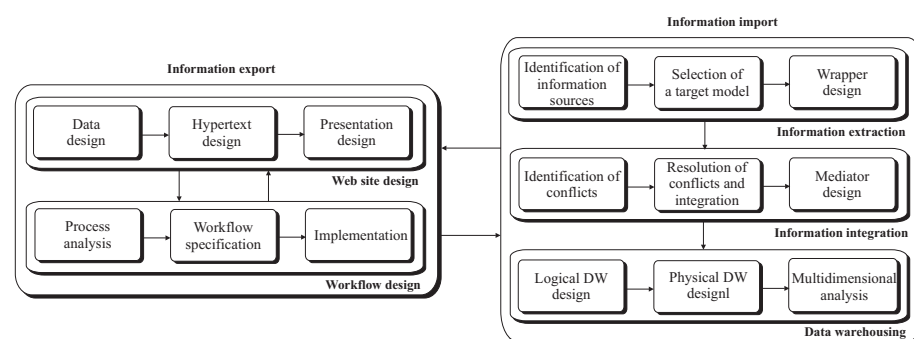 Information export
Data
design
Hypertext
design
Presentation
design
Web site design
Process
analysis
Workflow
specification
Implementation
Workflow design
Information import
Identification of
information
sources
Selection of
a target model
Wrapper
design
Information extraction
Identification of
conflicts
Resolution of
conflicts and
integration
Mediator
design
Information integration
Logical DW
design
Physical DW
designl
Multidimensional
analysis
Data warehousing